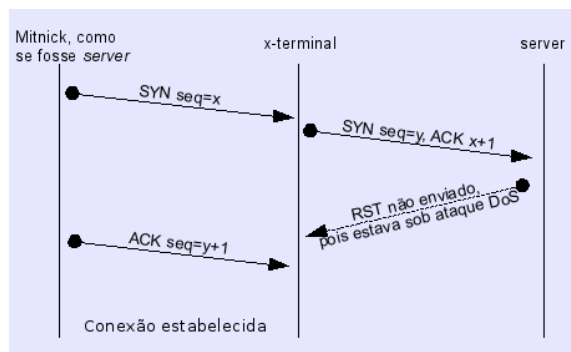 Mitnick, como
se fosse server
x-terminal
server
SYN seq=x
SYN seq=y, ACK x+1
RST não enviado,
pois estava sob ataque DoS
ACK seq=y+1
Conexão estabelecida